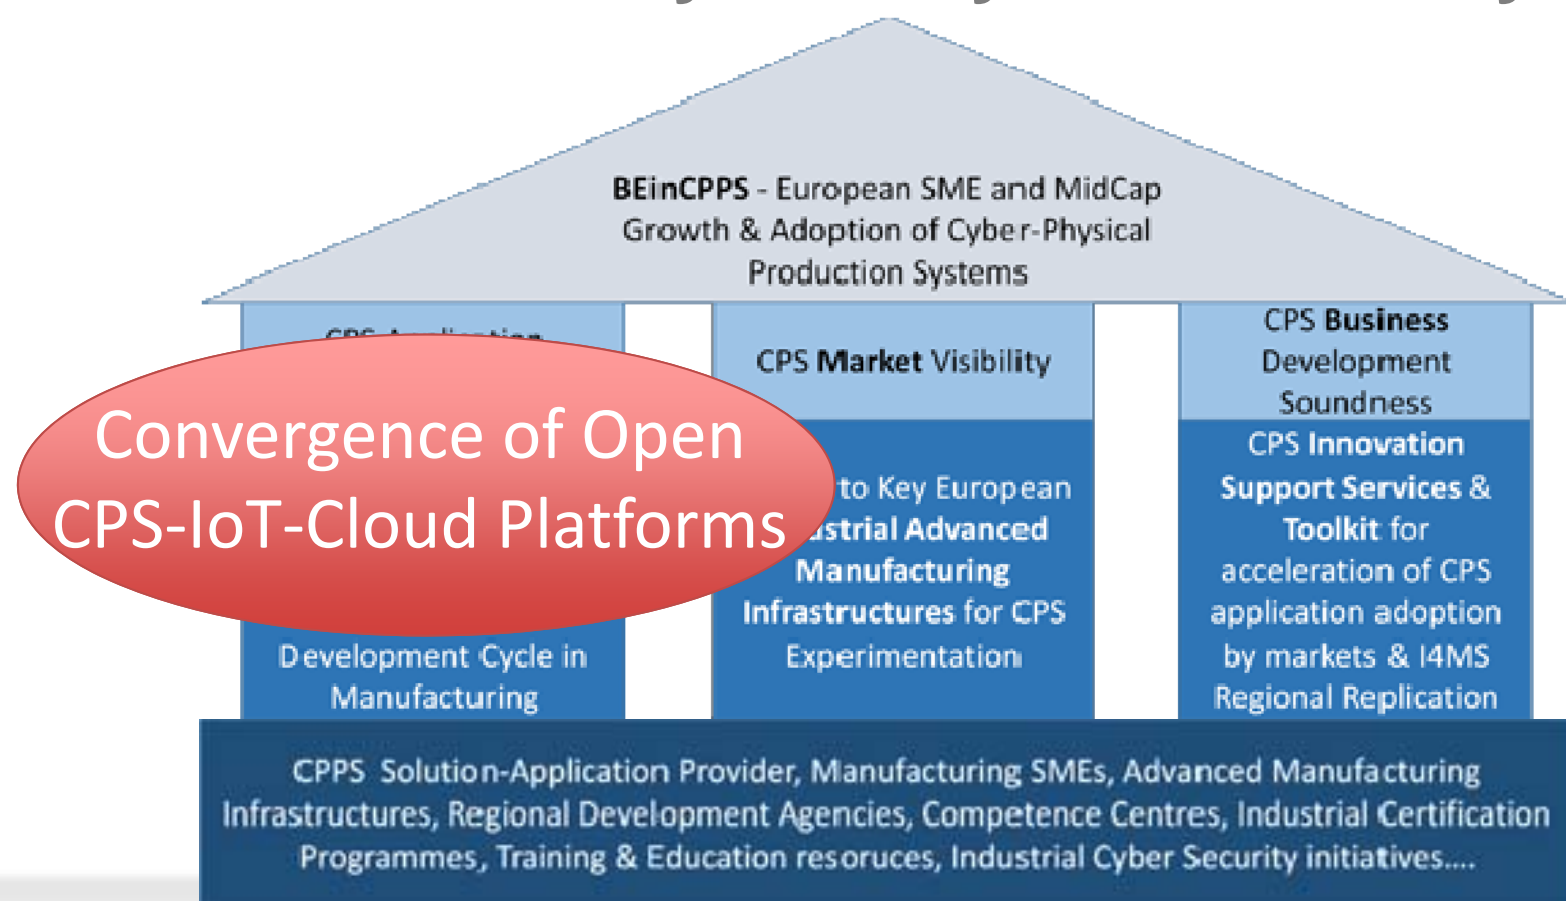 BEinCPPS - European SME and MidCap
Growth & Adoption of Cyber-Physical
Production Systems
CPS Application
Convergence of Open
CPS-IoT-Cloud Platforms
Development Cycle in
Manufacturing
CPS Market Visibility
to Key European
Advanced
Manufacturing
Infrastructures for CPS
Experimentation
CPS Business
Development
Soundness
CPS Innovation
Support Services &
Toolkit for
acceleration of CPS
application adoption
by markets & I4MS
Regional Replication
CPPS Solution-Application Provider, Manufacturing SMEs, Advanced Manufacturing
Infrastructures, Regional Development Agencies, Competence Centres, Industrial Certification
Programmes, Training & Education resoruces, Industrial Cyber Security initiatives....